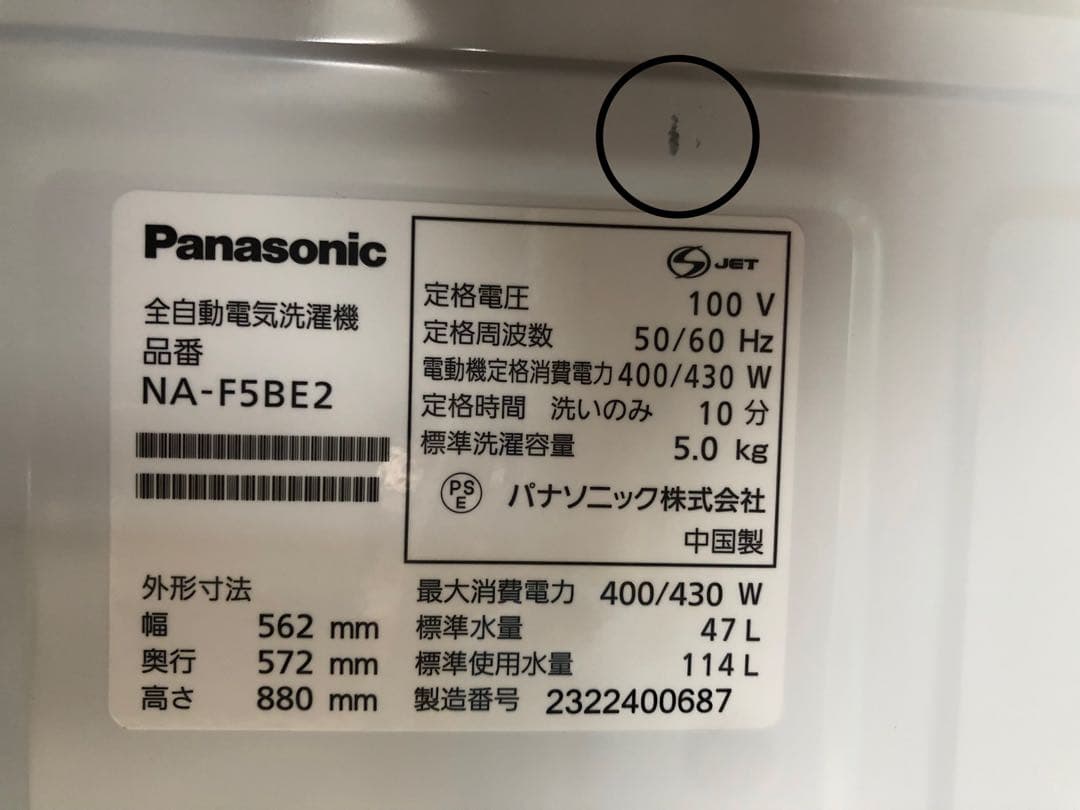 Panasonic
全自動電気洗濯機
品番
NA-F5BE2
JET
定格電圧 100 V
定格周波数 50/60 Hz
電動機定格消費電力 400/430 W
定格時間 洗いのみ 10 分
標準洗濯容量 5.0 kg
PS
E
パナソニック株式会社
中国製
外形寸法
幅 562 mm
奥行 572 mm
高さ 880 mm
最大消費電力 400/430 W
標準水量 47 L
標準使用水量 114 L
製造番号 2322400687